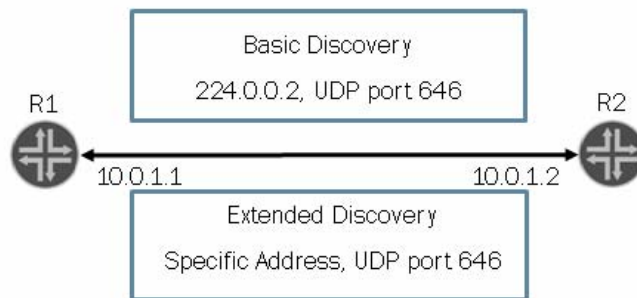 Basic Discovery
224.0.0.2, UDP port 646
R1
R2
10.0.1.1
10.0.1.2
Extended Discovery
Specific Address, UDP port 646